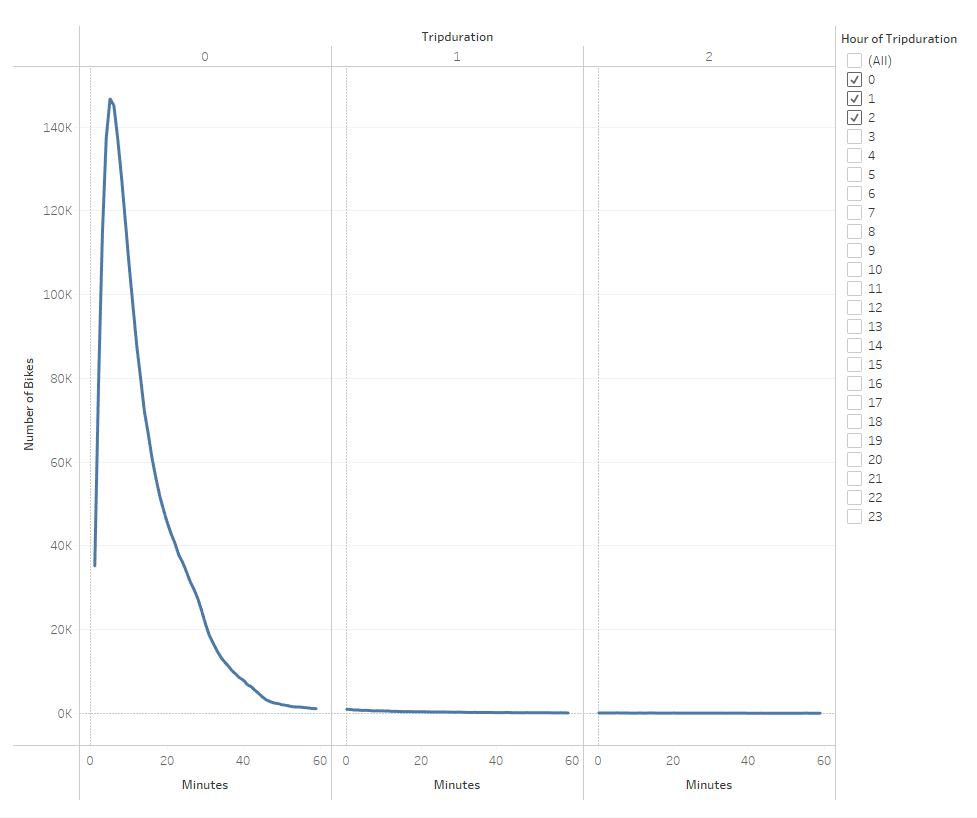 Tripduration
0 1 2
140K
120K
100K
80K
60K
40K
20K
0K
Number of Bikes
0 20 40 60 0 20 40 60 0 20 40 60
Minutes Minutes Minutes
Hour of Tripduration
(All)
0
1
2
3
4
5
6
7
8
9
10
11
12
13
14
15
16
17
18
19
20
21
22
23